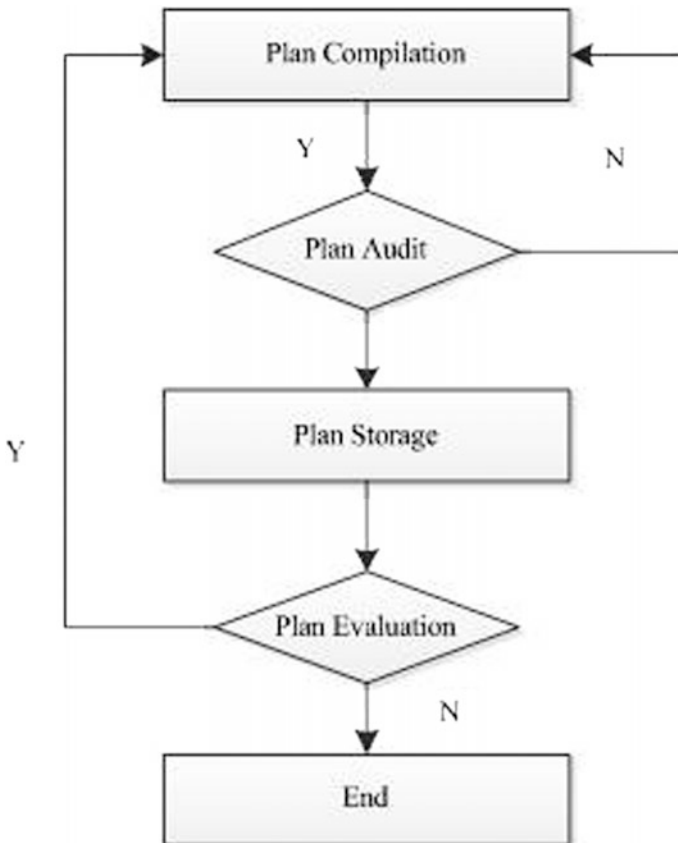 Plan Compilation
Y
N
Plan Audit
Plan Storage
Y
Plan Evaluation
N
End